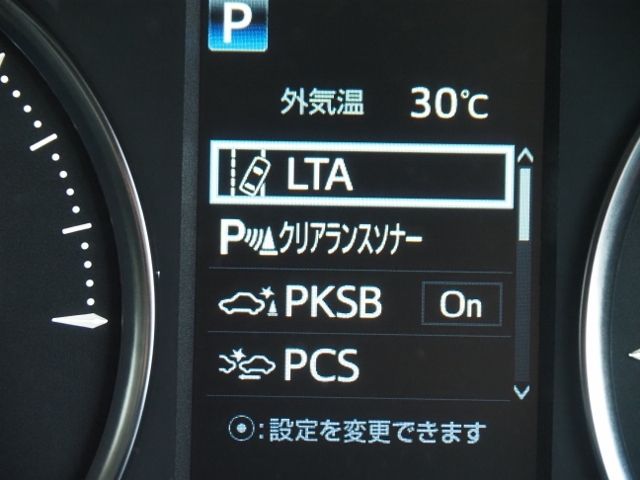 P
外気温 30℃
LTA
Pクリアランスソナー
PKSB On
PCS
⦿:設定を変更できます